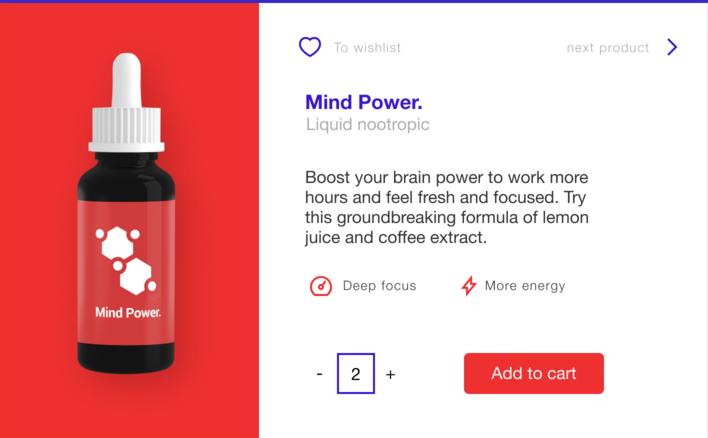 To wishlist
next product
Mind Power.
Liquid nootropic
Boost your brain power to work more
hours and feel fresh and focused. Try
this groundbreaking formula of lemon
juice and coffee extract.
Deep focus
More energy
- 2 +
Add to cart
Mind Power.